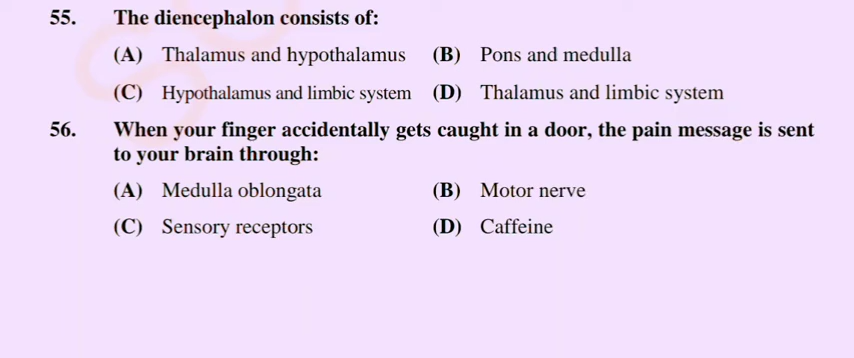 55. The diencephalon consists of:
(A) Thalamus and hypothalamus (B) Pons and medulla
(C) Hypothalamus and limbic system (D) Thalamus and limbic system
56. When your finger accidentally gets caught in a door, the pain message is sent
to your brain through:
(A) Medulla oblongata (B) Motor nerve
(C) Sensory receptors (D) Caffeine